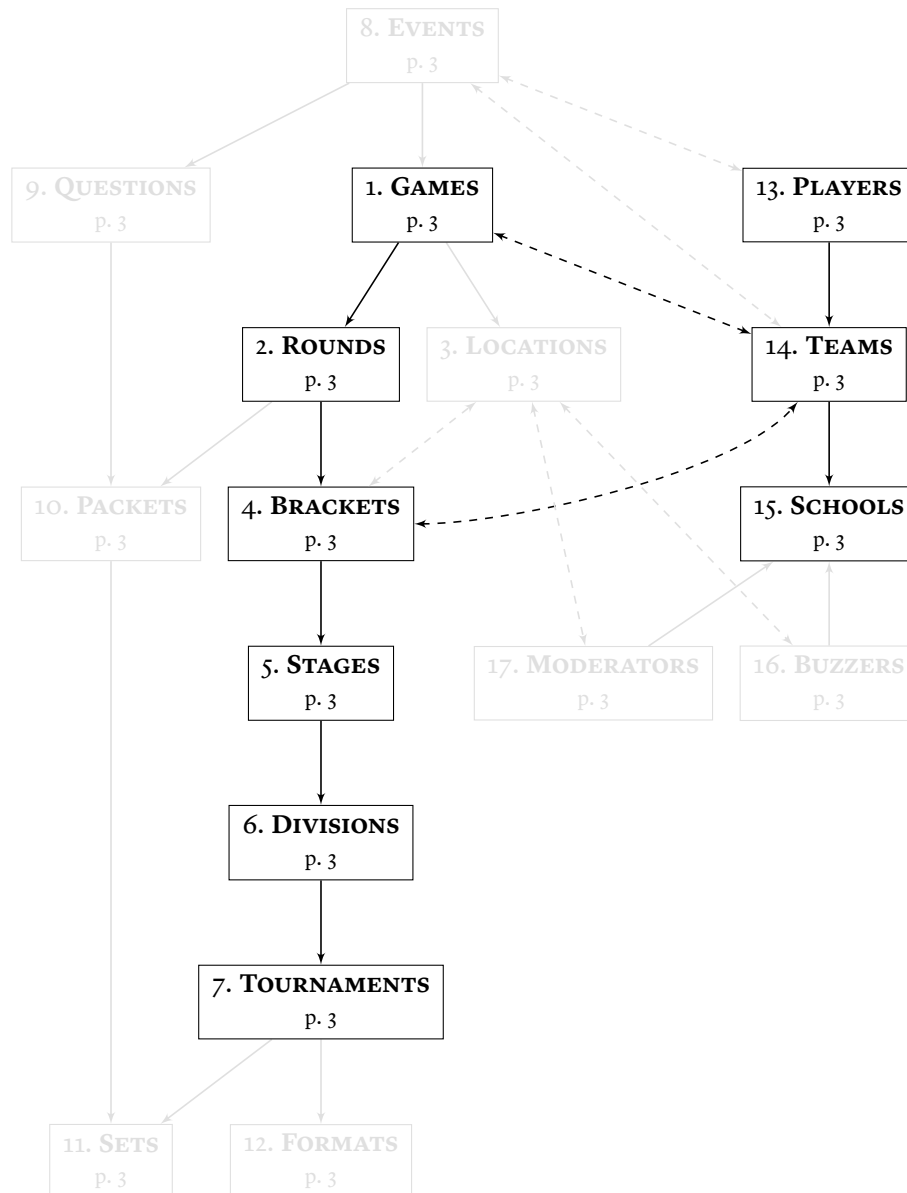 8. EVENTS
p. 3
9. QUESTIONS
p. 3
1. GAMES
p. 3
13. PLAYERS
p. 3
2. ROUNDS
p. 3
3. LOCATIONS
p. 3
14. TEAMS
p. 3
10. PACKETS
p. 3
4. BRACKETS
p. 3
15. SCHOOLS
p. 3
5. STAGES
p. 3
17. MODERATORS
p. 3
16. BUZZERS
p. 3
6. DIVISIONS
p. 3
7. TOURNAMENTS
p. 3
11. SETS
p. 3
12. FORMATS
p. 3